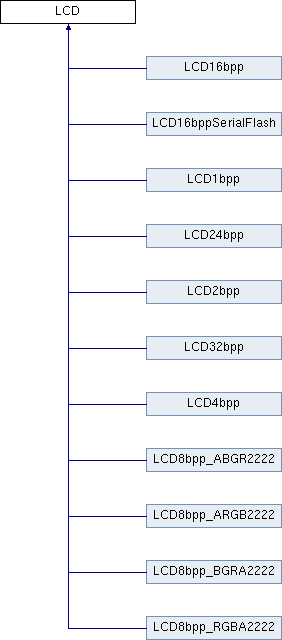 LCD
LCD16bpp
LCD16bppSerialFlash
LCD1bpp
LCD24bpp
LCD2bpp
LCD32bpp
LCD4bpp
LCD8bpp_ABGR2222
LCD8bpp_ARGB2222
LCD8bpp_BGRA2222
LCD8bpp_RGBA2222